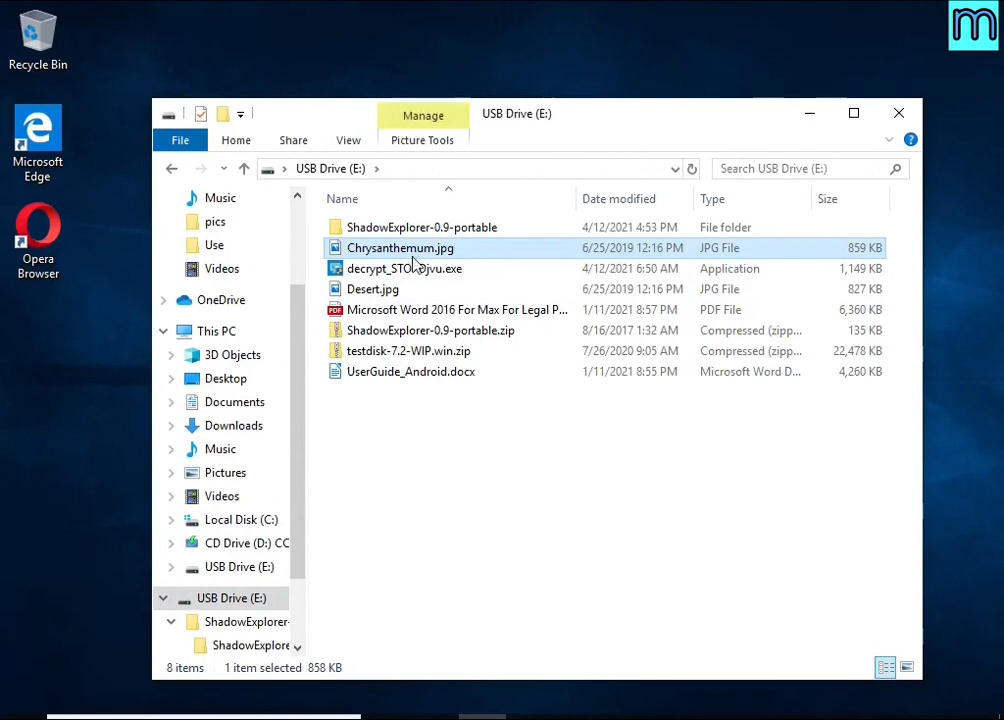 m
Recycle Bin
Microsoft
Edge
Opera
Browser
Manage
USB Drive (E:)
File
Home
Share
View
Picture Tools
USB Drive (E:)
Search USB Drive (E:)
Name
Date modified
Type
Size
ShadowExplorer-0.9-portable
4/12/2021 4:53 PM
File folder
Chrysanthemum.jpg
6/25/2019 12:16 PM
JPG File
859 KB
6/25/2019 12:16 PM
JPG File
827 KB
Desert.jpg
4/12/2021 6:50 AM
Application
1,149 KB
PDF
Microsoft Word 2016 For Max For Legal P...
1/11/2021 8:57 PM
PDF File
6,360 KB
ShadowExplorer-0.9-portable.zip
8/16/2017 1:32 AM
Compressed (zipp...
135 KB
testdisk-7.2-WIP.win.zip
7/26/2020 9:05 AM
Compressed (zipp...
22,478 KB
UserGuide_Android.docx
1/11/2021 8:55 PM
Microsoft Word D...
4,260 KB
Music
pics
Use
Videos
OneDrive
This PC
3D Objects
Desktop
Documents
Downloads
Music
Pictures
Videos
Local Disk (C:)
CD Drive (D:) CC
USB Drive (E:)
USB Drive (E:)
ShadowExplorer-
ShadowExplore
8 items
1 item selected 858 KB